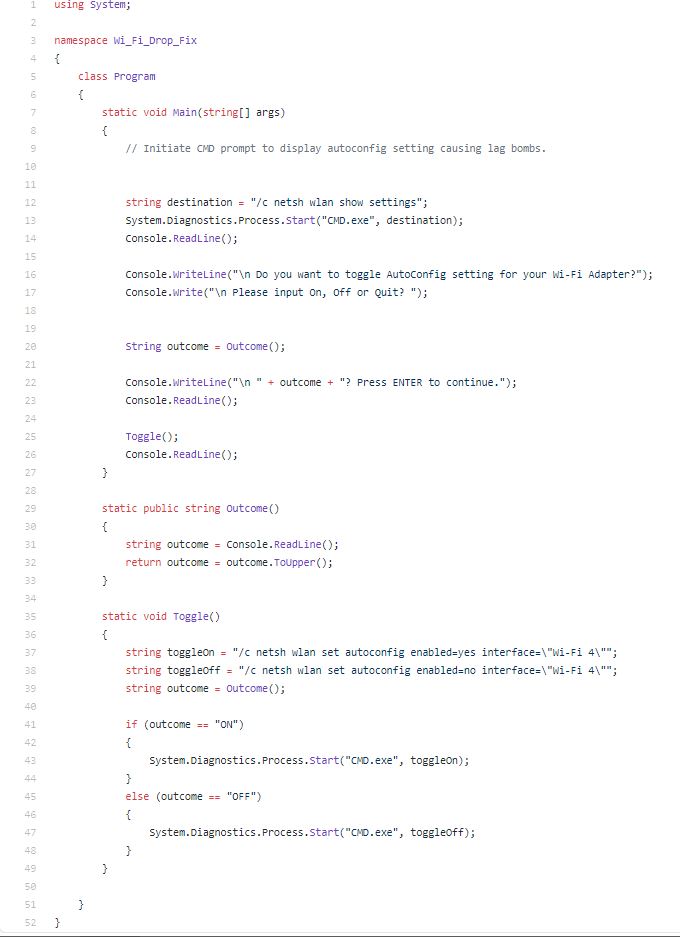 1 using System;
2
3 namespace Wi_Fi_Drop_Fix
4 {
5 class Program
6 {
7 static void Main(string[] args)
8 {
9 // Initiate CMD prompt to display autoconfig setting causing lag bombs.
10
11
12 string destination = "/c netsh wlan show settings";
13 System.Diagnostics.Process.Start("CMD.exe", destination);
14 Console.ReadLine();
15
16 Console.WriteLine("\n Do you want to toggle AutoConfig setting for your Wi-Fi Adapter?");
17 Console.Write("\n Please input On, Off or Quit? ");
18
19
20 String outcome = Outcome();
21
22 Console.WriteLine("\n " + outcome + "? Press ENTER to continue.");
23 Console.ReadLine();
24
25 Toggle();
26 Console.ReadLine();
27 }
28
29 static public string Outcome()
30 {
31 string outcome = Console.ReadLine();
32 return outcome = outcome.ToUpper();
33 }
34
35 static void Toggle()
36 {
37 string toggleOn = "/c netsh wlan set autoconfig enabled=yes interface=\"Wi-Fi 4\"";
38 string toggleOff = "/c netsh wlan set autoconfig enabled=no interface=\"Wi-Fi 4\"";
39 string outcome = Outcome();
40
41 if (outcome == "ON")
42 {
43 System.Diagnostics.Process.Start("CMD.exe", toggleOn);
44 }
45 else (outcome == "OFF")
46 {
47 System.Diagnostics.Process.Start("CMD.exe", toggleOff);
48 }
49 }
50
51 }
52 }